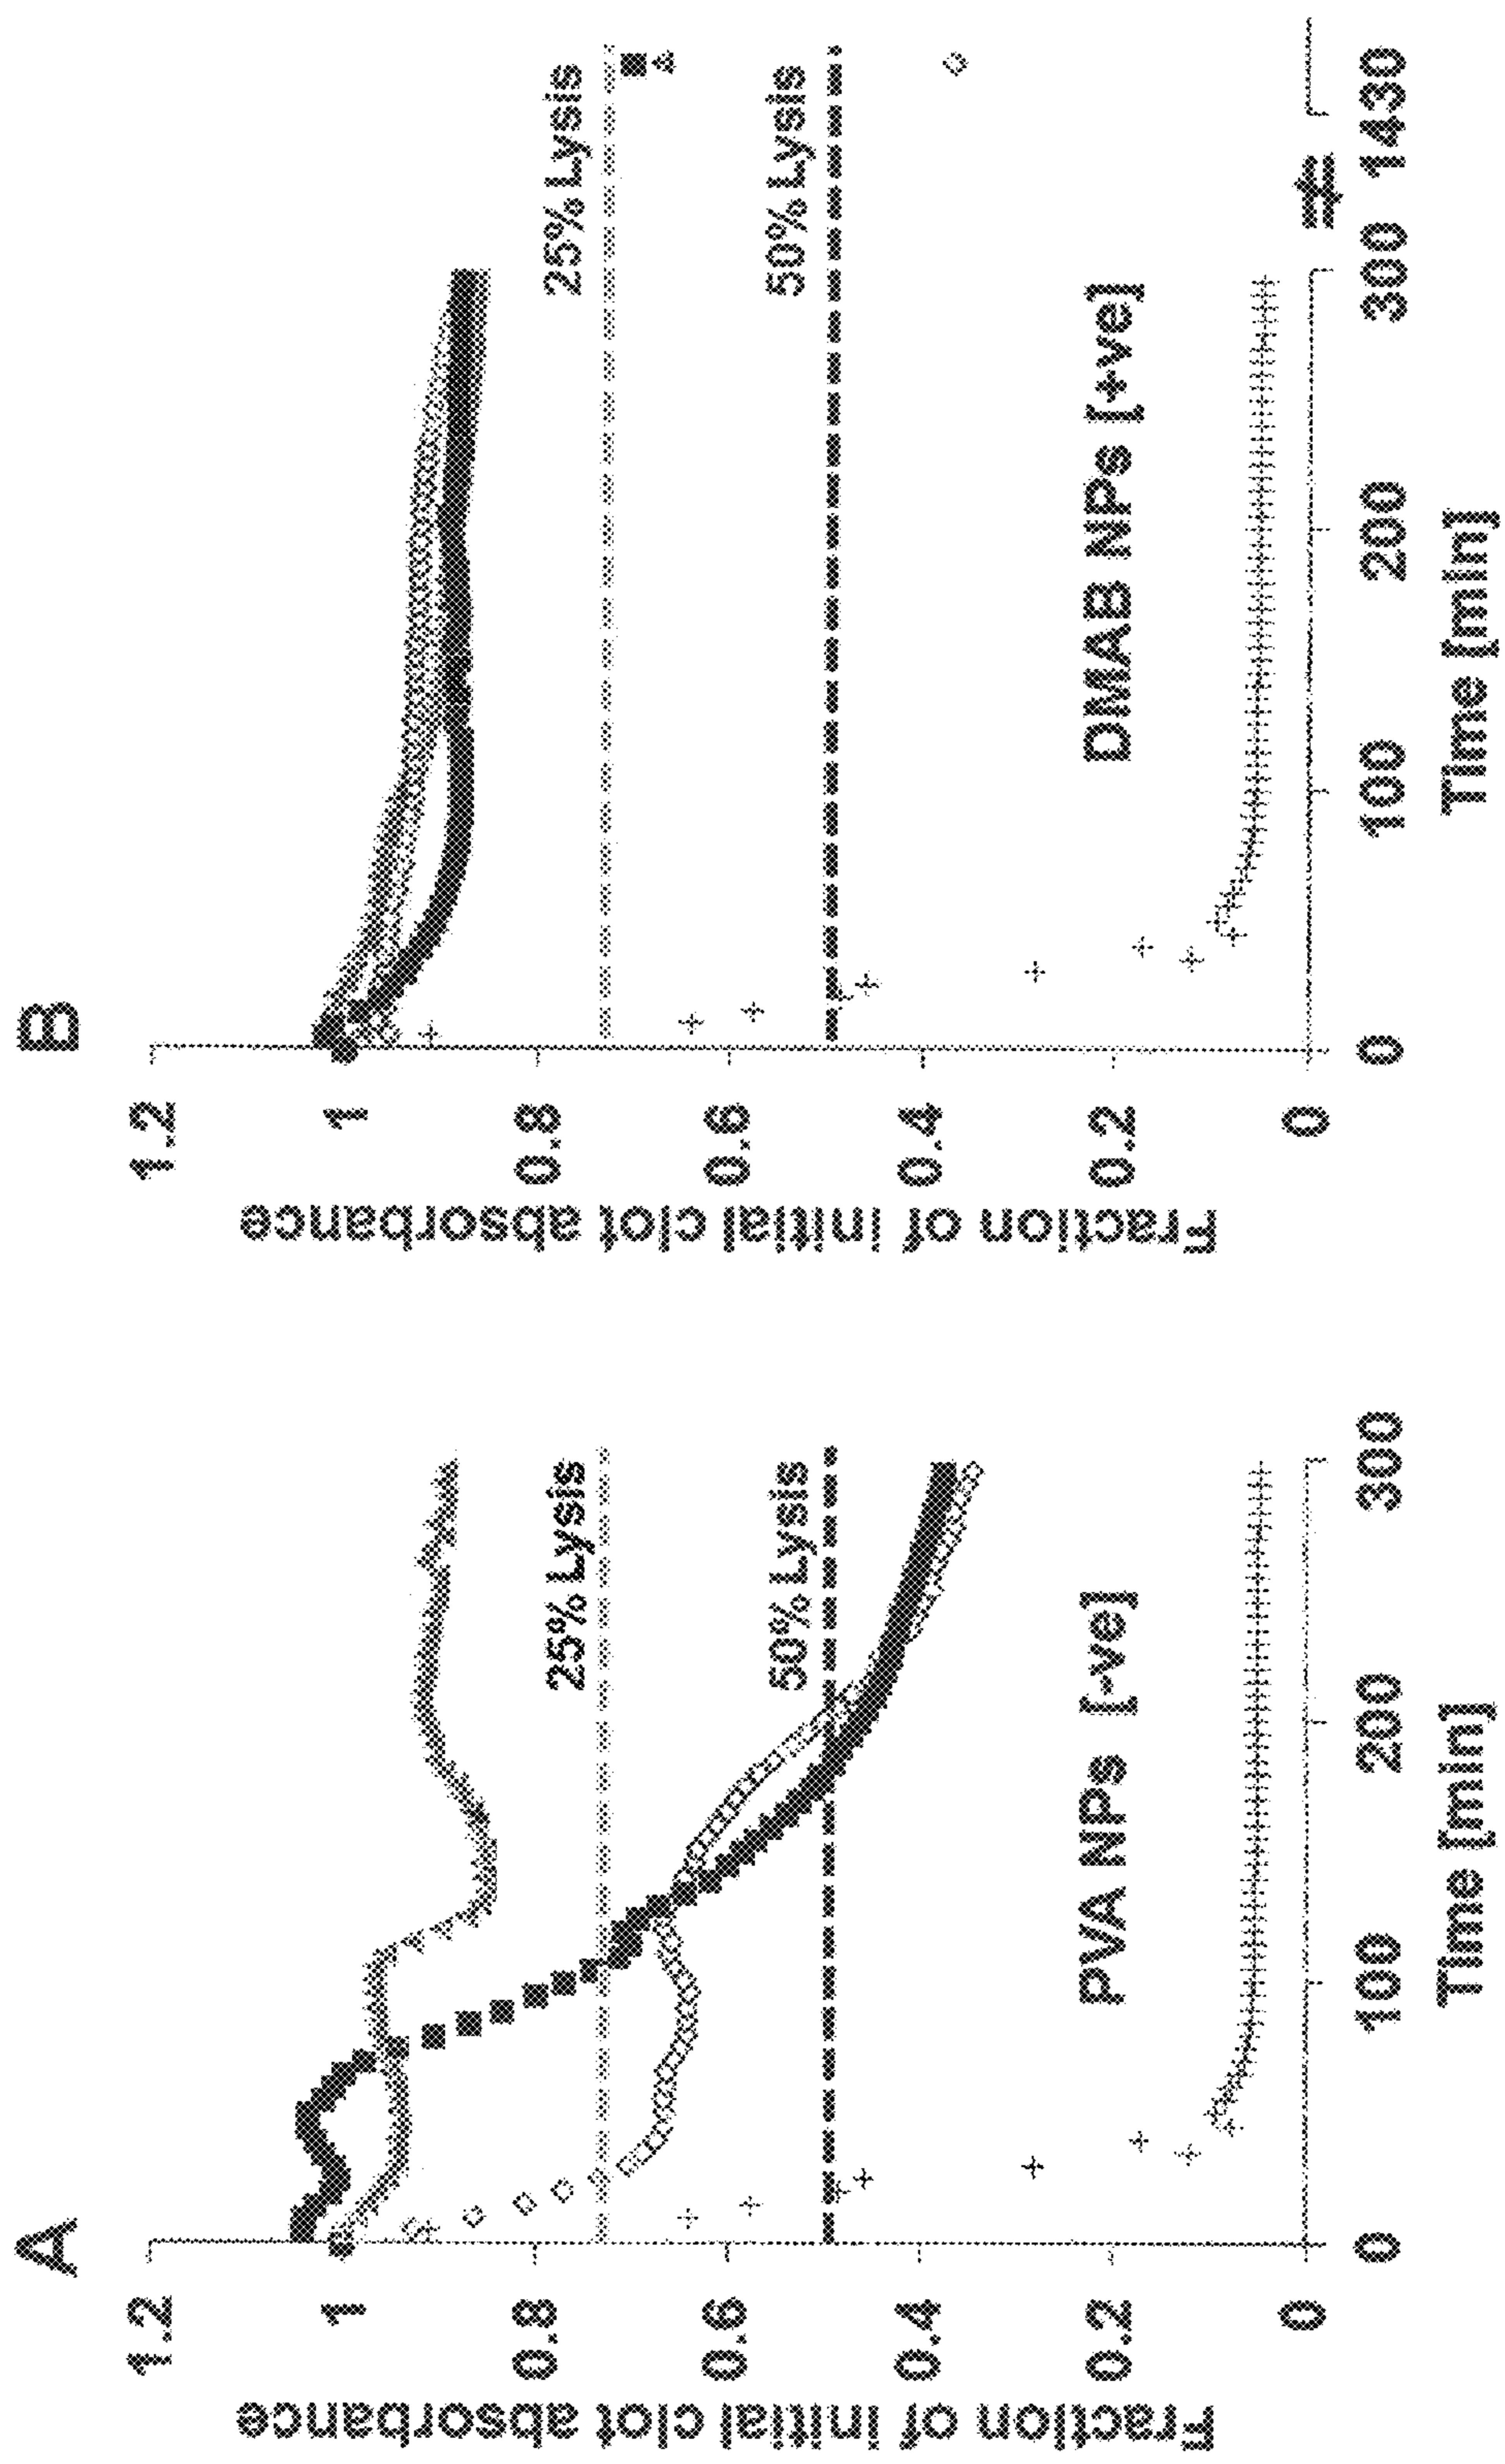 A
1.2
1
0.8
0.6
0.4
0.2
0
Fraction of initial clot absorbance
25% Lysis
50% Lysis
PVA NPs [-ve]
0
100
200
300
Time [min]
B
1.2
1
0.8
0.6
0.4
0.2
0
Fraction of initial clot absorbance
25% Lysis
50% Lysis
DMAB NPs [+ve]
0
100
200
300
1430
Time [min]